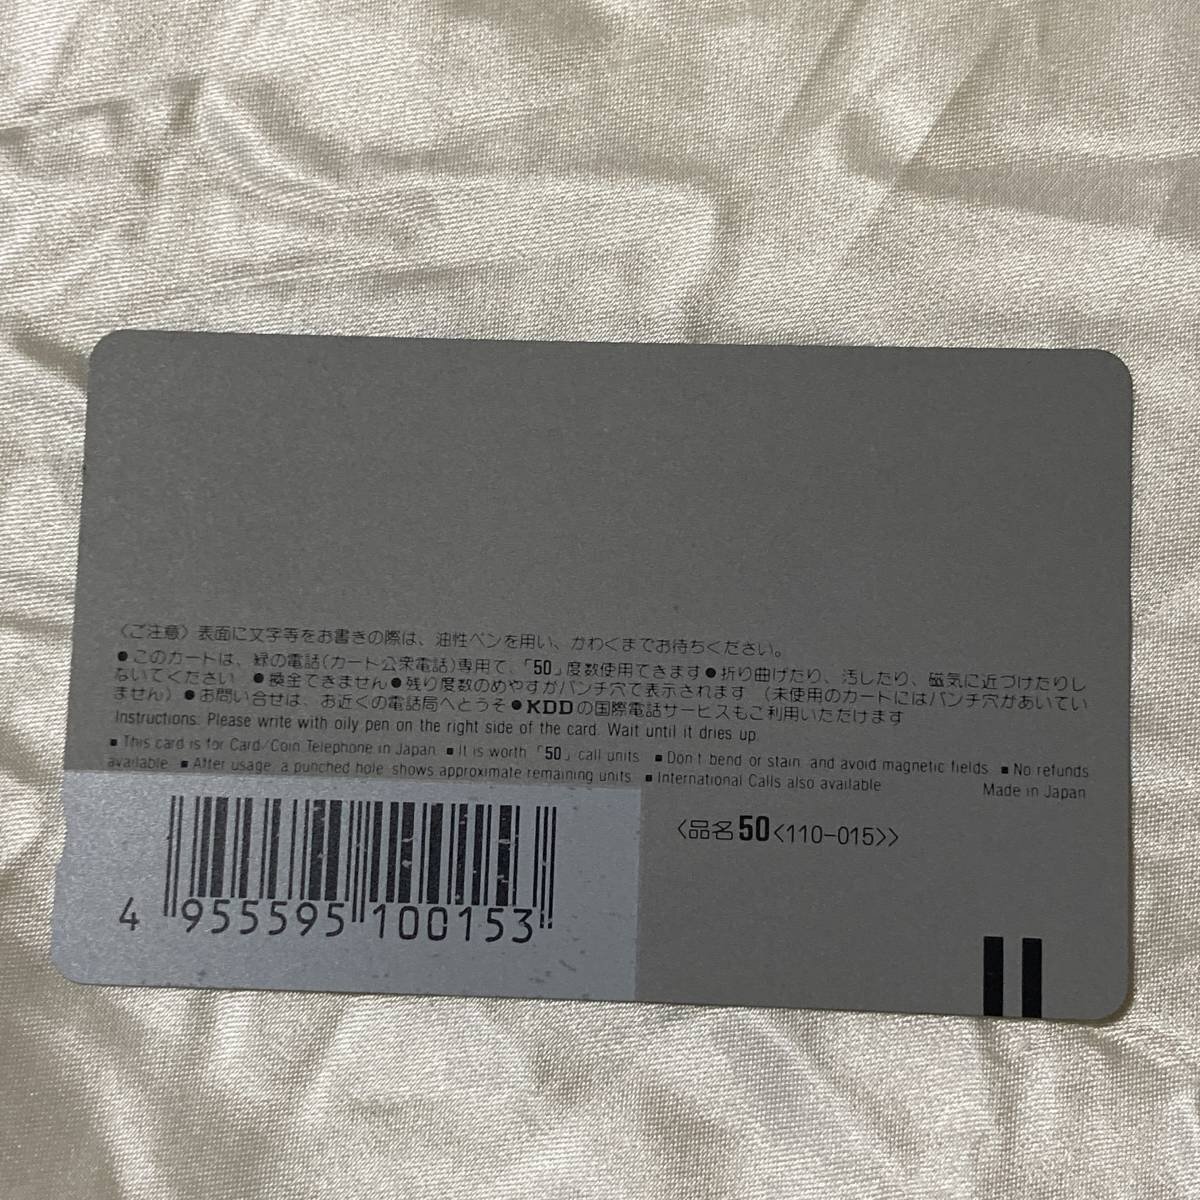 〈ご注意〉表面に文字等をお書きの際は、油性ペンを用い、かわくまでお待ちください。
●このカードは、緑の電話(カード公衆電話)専用で、「50」度数使用できます●折り曲げたり、汚したり、磁気に近づけたりし
ないでください ●換金できません●残り度数のめやすがパンチ穴で表示されます (未使用のカードにはパンチ穴があいてい
ません)●お問い合せは、お近くの電話局へどうぞ●KDDの国際電話サービスもご利用いただけます
Instructions: Please write with oily pen on the right side of the card. Wait until it dries up.
■This card is for Card/Coin Telephone in Japan ■It is worth「50」call units ■Don't bend or stain, and avoid magnetic fields ■No refunds
available ■After usage, a punched hole shows approximate remaining units ■International Calls also available
Made in Japan
〈品名50<110-015>〉
4 955595 100153